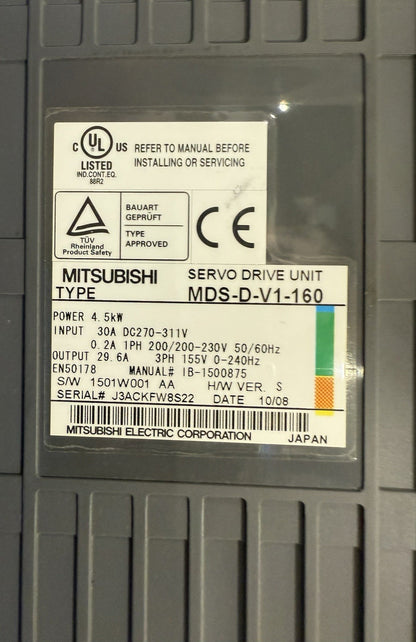 C UL US
LISTED
IND.CONT.EQ.
88R2
REFER TO MANUAL BEFORE
INSTALLING OR SERVICING
TÜV
Rheinland
Product Safety
BAUART
GEPRÜFT
TYPE
APPROVED
CE
MITSUBISHI SERVO DRIVE UNIT
TYPE MDS-D-V1-160
POWER 4.5kW
INPUT 30A DC270-311V
0.2A 1PH 200/200-230V 50/60Hz
OUTPUT 29.6A 3PH 155V 0-240Hz
EN50178 MANUAL# IB-1500875
S/W 1501W001 AA H/W VER. S
SERIAL# J3ACKFW8S22 DATE 10/08
MITSUBISHI ELECTRIC CORPORATION JAPAN